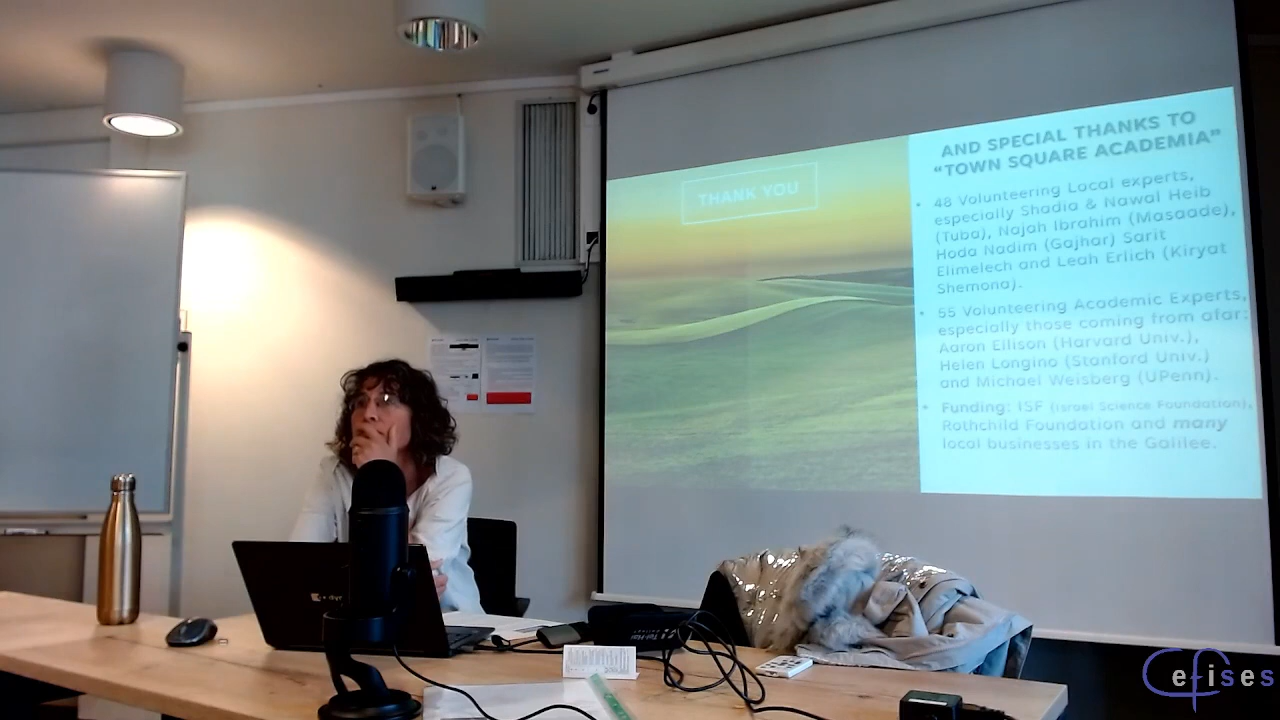 THANK YOU
AND SPECIAL THANKS TO
“TOWN SQUARE ACADEMIA”
• 48 Volunteering Local experts,
especially Shadia & Nawal Heib
(Tuba), Najah Ibrahim (Masaade),
Hoda Nadim (Gajhar) Sarit
Elimelech and Leah Erlich (Kiryat
Shemona).
• 55 Volunteering Academic Experts,
especially those coming from afar:
Aaron Ellison (Harvard Univ.),
Helen Longino (Stanford Univ.)
and Michael Weisberg (UPenn).
• Funding: ISF (Israel Science Foundation),
Rothchild Foundation and many
local businesses in the Galilee.
Cefises